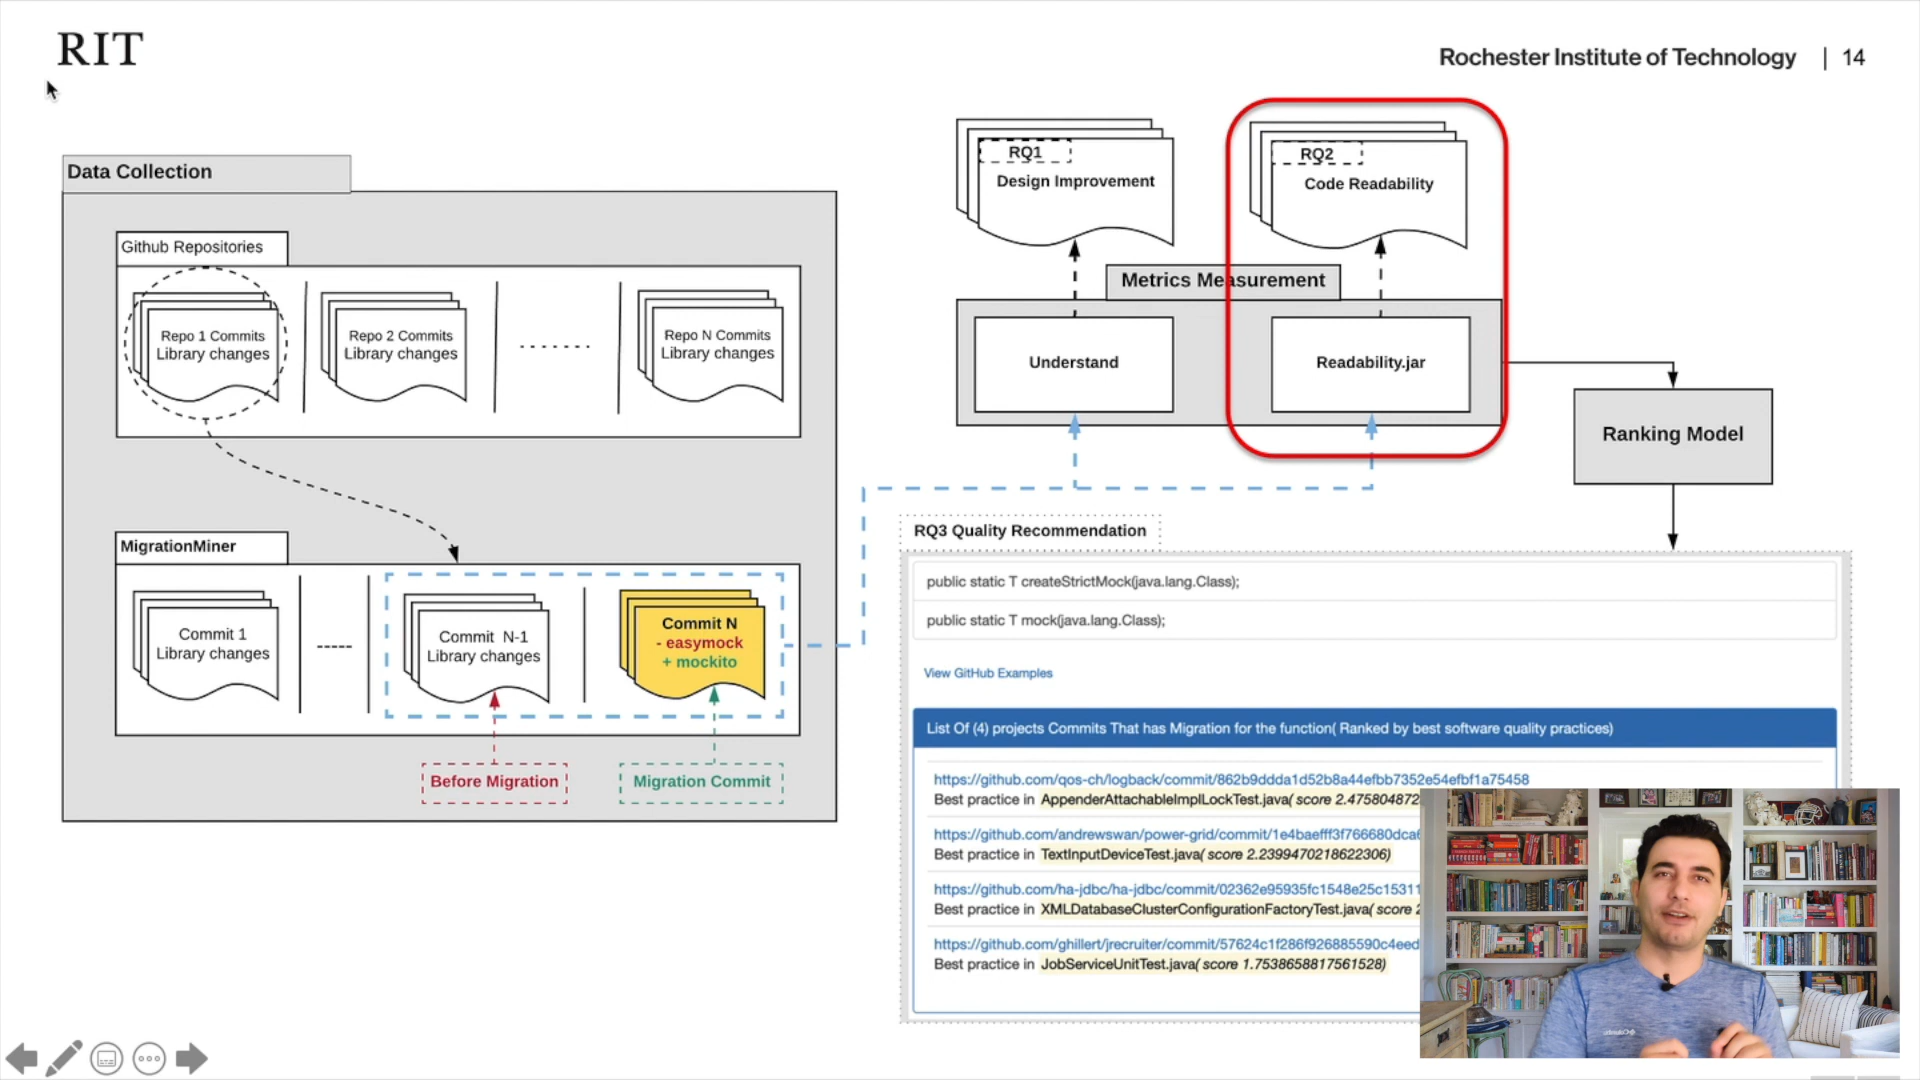 RIT
Rochester Institute of Technology | 14
Data Collection
Github Repositories
Repo 1 Commits
Library changes
Repo 2 Commits
Library changes
Repo N Commits
Library changes
MigrationMiner
Commit 1
Library changes
Commit N-1
Library changes
Commit N
- easymock
+ mockito
Before Migration
Migration Commit
RQ1
Design Improvement
RQ2
Code Readability
Metrics Measurement
Understand
Readability.jar
Ranking Model
RQ3 Quality Recommendation
public static T createStrictMock(java.lang.Class);
public static T mock(java.lang.Class);
View GitHub Examples
List Of (4) projects Commits That has Migration for the function( Ranked by best software quality practices)
https://github.com/qos-ch/logback/commit/862b9ddda1d52b8a44efbb7352e54efbf1a75458
Best practice in AppenderAttachableImplLockTest.java( score 2.475804872
https://github.com/andrewswan/power-grid/commit/1e4baefff3f766680dca6
Best practice in TextInputDeviceTest.java( score 2.2399470218622306)
https://github.com/ha-jdbc/ha-jdbc/commit/02362e95935fc1548e25c15311
Best practice in XMLDatabaseClusterConfigurationFactoryTest.java( score 2
https://github.com/ghillert/jrecruiter/commit/57624c1f286f926885590c4eed
Best practice in JobServiceUnitTest.java( score 1.7538658817561528)